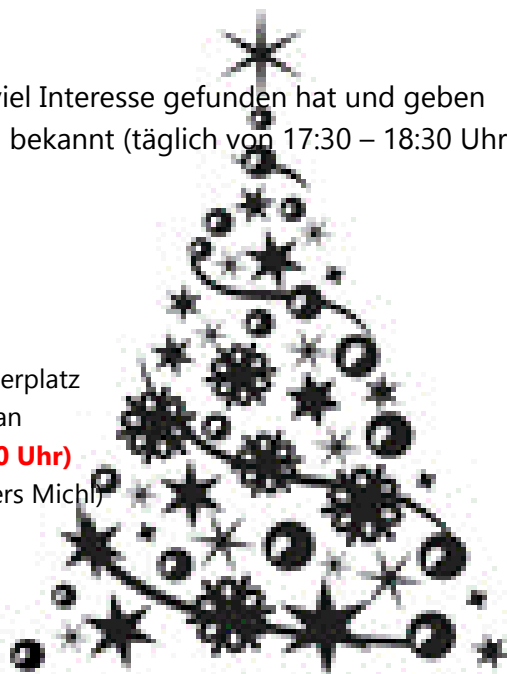 viel Interesse gefunden hat und geben
bekannt (täglich von 17:30 – 18:30 Uhr
erplatz
an
0 Uhr)
ers Michl)